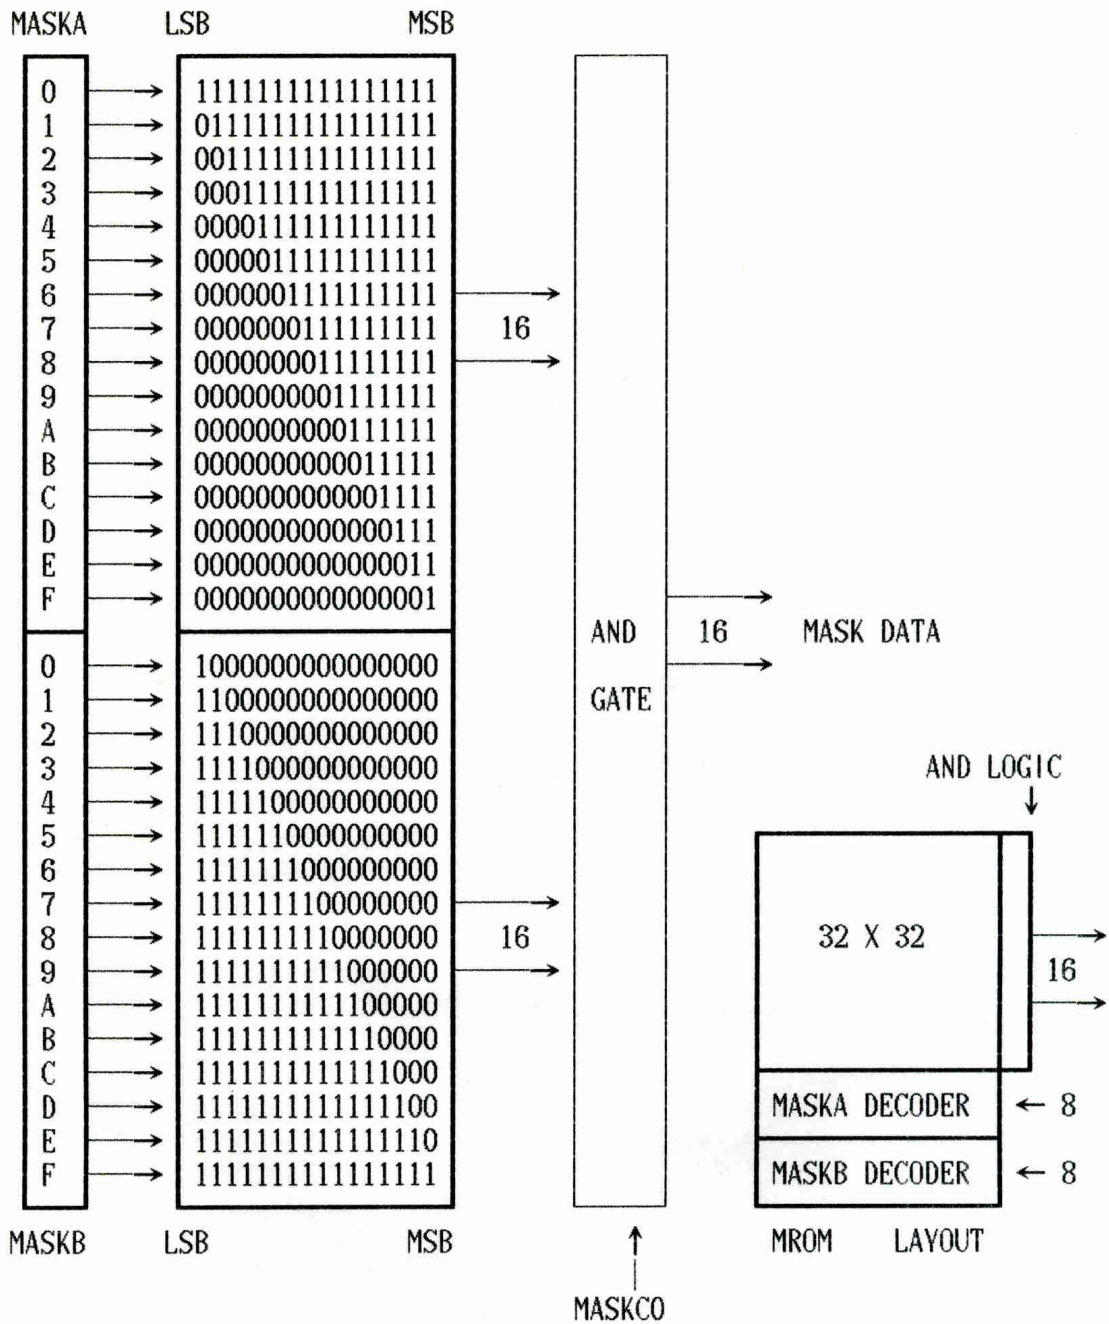 MASKA LSB MSB
0 1111111111111111
1 0111111111111111
2 0011111111111111
3 0001111111111111
4 0000111111111111
5 0000011111111111
6 0000001111111111
7 0000000111111111 16
8 0000000011111111
9 0000000001111111
A 0000000000111111
B 0000000000011111
C 0000000000001111
D 0000000000000111
E 0000000000000011
F 0000000000000001
AND 16 MASK DATA
0 1000000000000000
1 1100000000000000 GATE
2 1110000000000000
3 1111000000000000 AND LOGIC
4 1111100000000000
5 1111110000000000
6 1111111000000000
7 1111111100000000
8 1111111110000000 16 32 X 32
9 1111111111000000 16
A 1111111111100000
B 1111111111110000
C 1111111111111000
D 1111111111111100 MASKA DECODER 8
E 1111111111111110
F 1111111111111111 MASKB DECODER 8
MASKB LSB MSB MROM LAYOUT
MASKCO